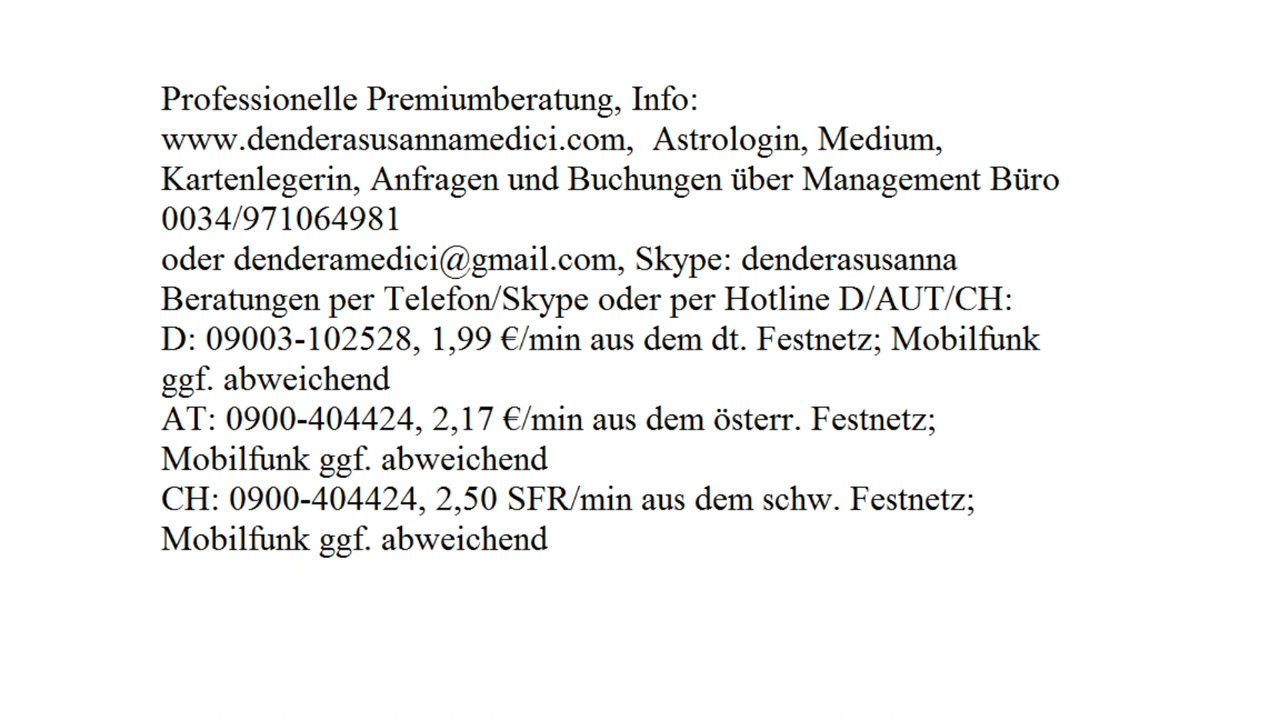 Professionelle Premiumberatung, Info:
www.denderasusannamedici.com,  Astrologin, Medium,
Kartenlegerin, Anfragen und Buchungen über Management Büro
0034/971064981
oder denderamedici@gmail.com, Skype: denderasusanna
Beratungen per Telefon/Skype oder per Hotline D/AUT/CH:
D: 09003-102528, 1,99 €/min aus dem dt. Festnetz; Mobilfunk
ggf. abweichend
AT: 0900-404424, 2,17 €/min aus dem österr. Festnetz;
Mobilfunk ggf. abweichend
CH: 0900-404424, 2,50 SFR/min aus dem schw. Festnetz;
Mobilfunk ggf. abweichend